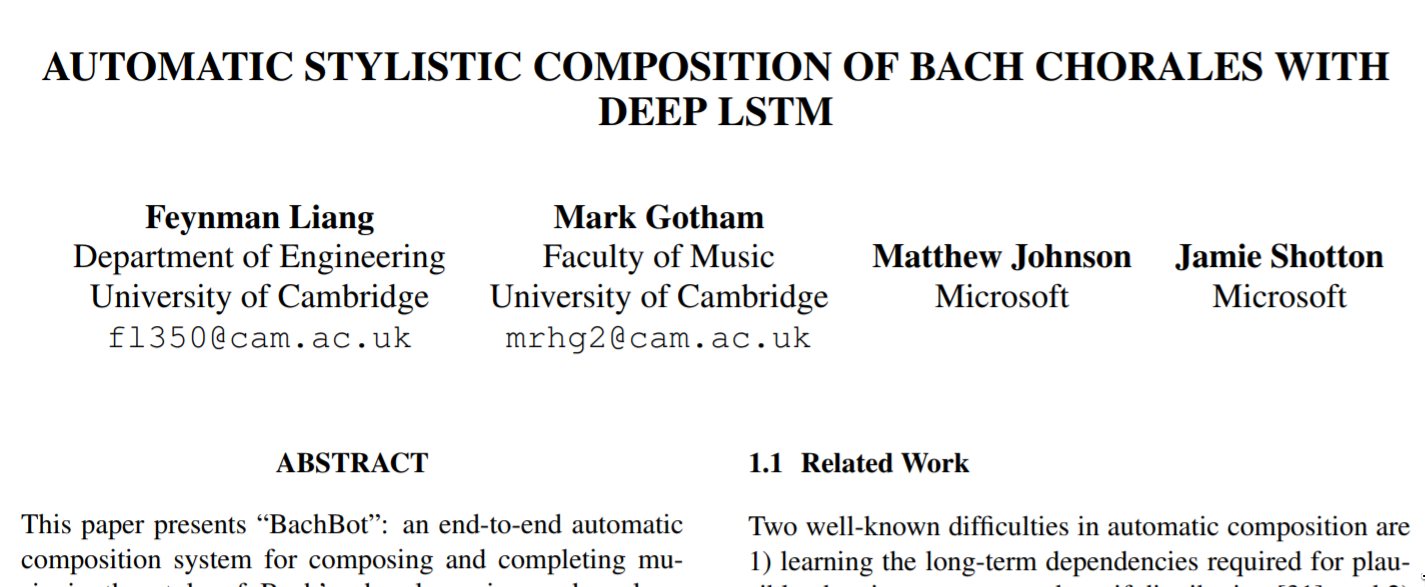 AUTOMATIC STYLISTIC COMPOSITION OF BACH CHORALES WITH
DEEP LSTM
Feynman Liang
Department of Engineering
University of Cambridge
fl350@cam.ac.uk
Mark Gotham
Faculty of Music
University of Cambridge
mrhg2@cam.ac.uk
Matthew Johnson
Microsoft
Jamie Shotton
Microsoft
ABSTRACT
This paper presents “BachBot”: an end-to-end automatic
composition system for composing and completing mu-
1.1 Related Work
Two well-known difficulties in automatic composition are
1) learning the long-term dependencies required for plau-